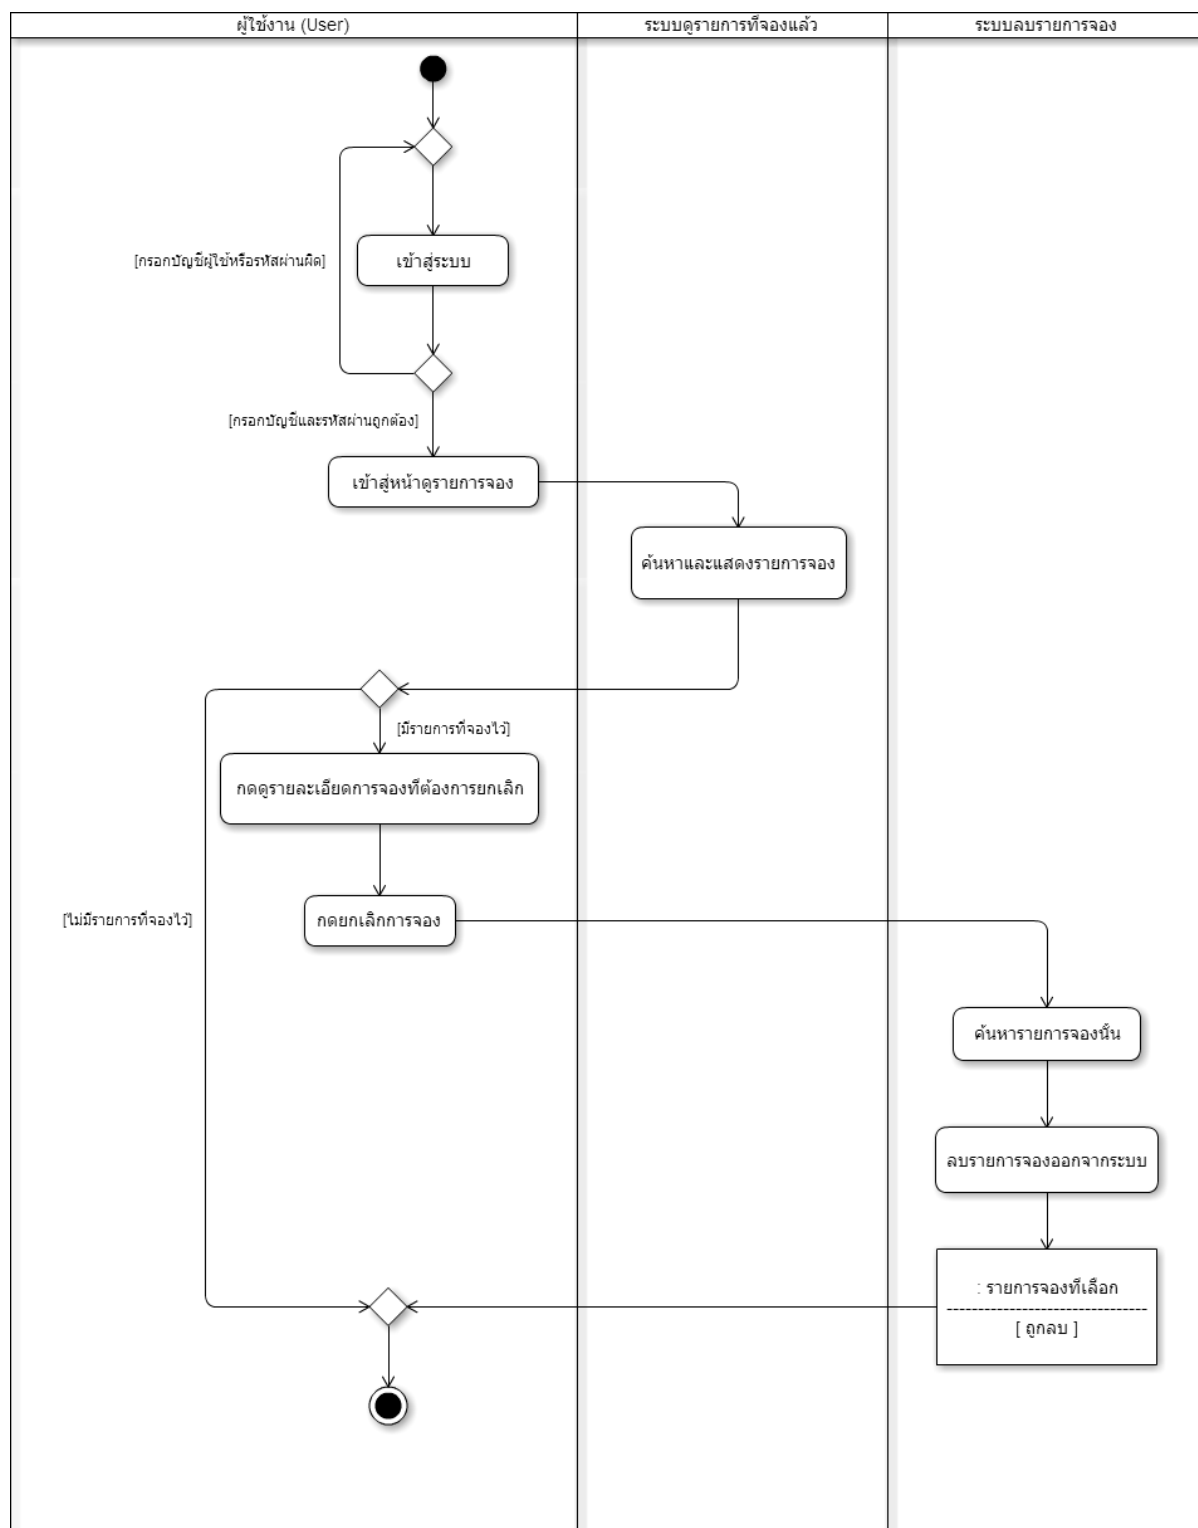 ผู้ใช้งาน (User)
ระบบดูรายการที่จองแล้ว
ระบบลบรายการจอง
[กรอกบัญชีผู้ใช้หรือรหัสผ่านผิด]
เข้าสู่ระบบ
[กรอกบัญชีและรหัสผ่านถูกต้อง]
เข้าสู่หน้าดูรายการจอง
ค้นหาและแสดงรายการจอง
[มีรายการที่จองไว้]
กดดูรายละเอียดการจองที่ต้องการยกเลิก
[ไม่มีรายการที่จองไว้]
กดยกเลิกการจอง
ค้นหารายการจองนั้น
ลบรายการจองออกจากระบบ
: รายการจองที่เลือก
[ ถูกลบ ]